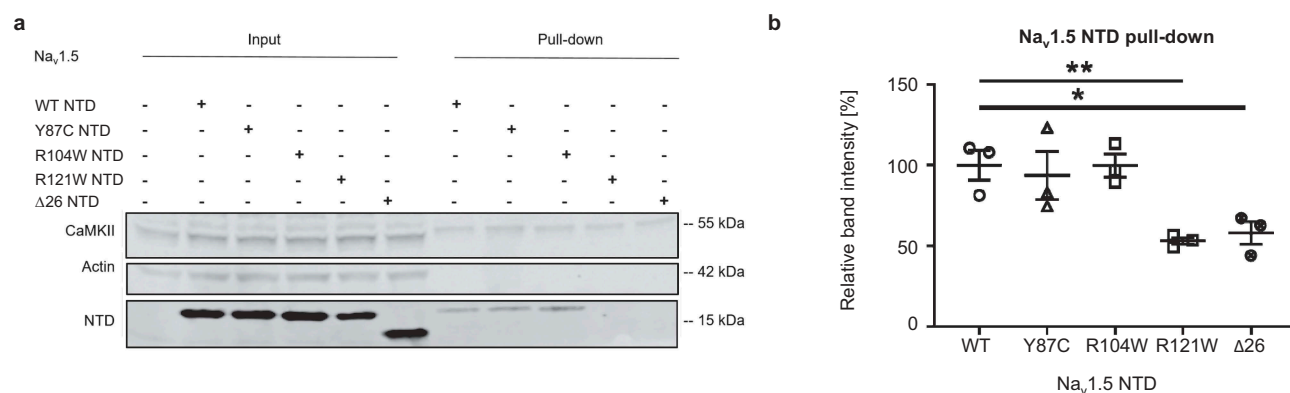 a
Input
Pull-down
Nav1.5
WT NTD - + - - - - + - - - -
Y87C NTD - - + - - - - + - - -
R104W NTD - - - + - - - - + - -
R121W NTD - - - - + - - - - + -
Δ26 NTD - - - - - + - - - - +
CaMKII
-- 55 kDa
Actin
-- 42 kDa
NTD
-- 15 kDa
b
Nav1.5 NTD pull-down
**
*
Relative band intensity [%]
150
100
50
0
WT Y87C R104W R121W Δ26
Nav1.5 NTD